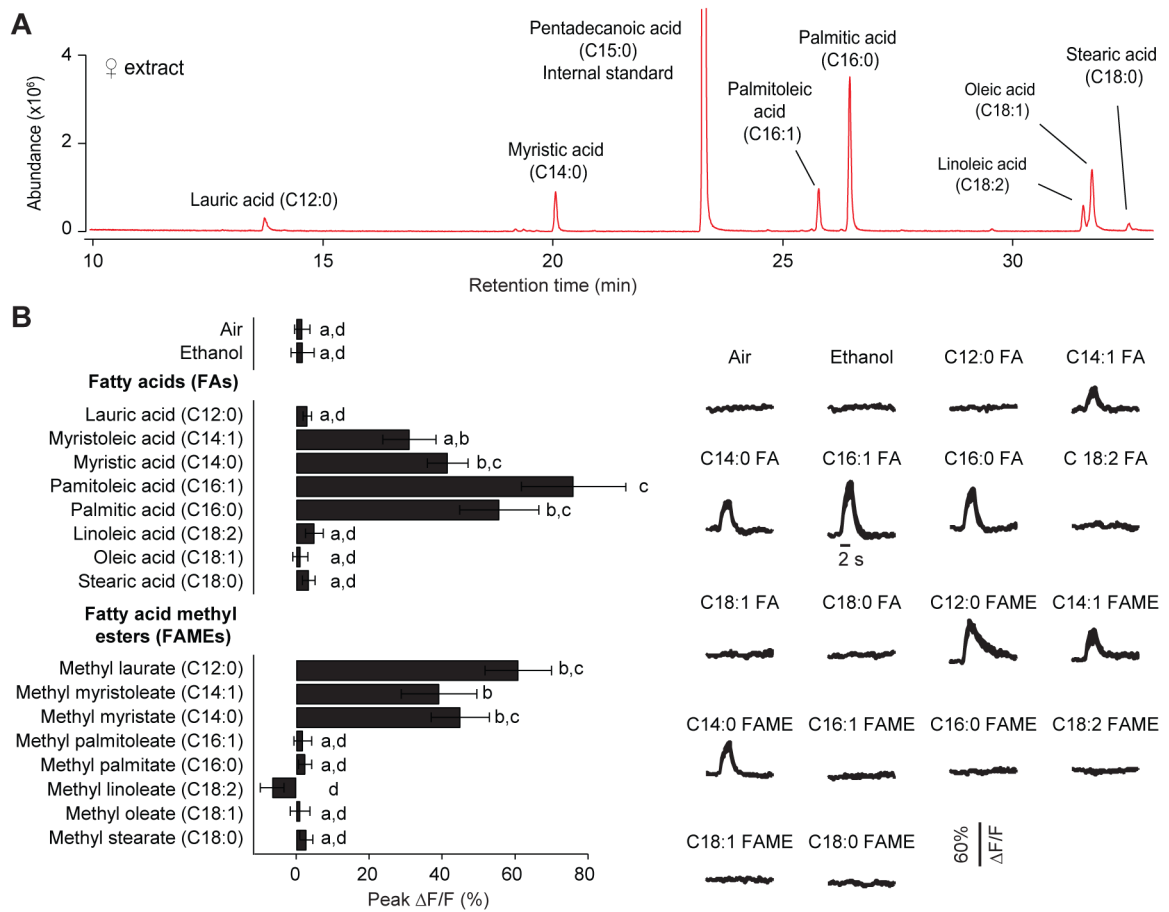 A
♀ extract
Abundance (x10⁶)
4
2
0
Lauric acid (C12:0)
Myristic acid
(C14:0)
Pentadecanoic acid
(C15:0)
Internal standard
Palmitoleic
acid
(C16:1)
Palmitic acid
(C16:0)
Linoleic acid
(C18:2)
Oleic acid
(C18:1)
Stearic acid
(C18:0)
10 15 20 25 30
Retention time (min)
B
Air a,d
Ethanol a,d
Fatty acids (FAs)
Lauric acid (C12:0) a,d
Myristoleic acid (C14:1) a,b
Myristic acid (C14:0) b,c
Pamitoleic acid (C16:1) c
Palmitic acid (C16:0) b,c
Linoleic acid (C18:2) a,d
Oleic acid (C18:1) a,d
Stearic acid (C18:0) a,d
Fatty acid methyl
esters (FAMEs)
Methyl laurate (C12:0) b,c
Methyl myristoleate (C14:1) b
Methyl myristate (C14:0) b,c
Methyl palmitoleate (C16:1) a,d
Methyl palmitate (C16:0) a,d
Methyl linoleate (C18:2) d
Methyl oleate (C18:1) a,d
Methyl stearate (C18:0) a,d
0 20 40 60 80
Peak ΔF/F (%)
Air Ethanol C12:0 FA C14:1 FA
C14:0 FA C16:1 FA C16:0 FA C 18:2 FA
2 s
C18:1 FA C18:0 FA C12:0 FAME C14:1 FAME
C14:0 FAME C16:1 FAME C16:0 FAME C18:2 FAME
C18:1 FAME C18:0 FAME
60%
ΔF/F